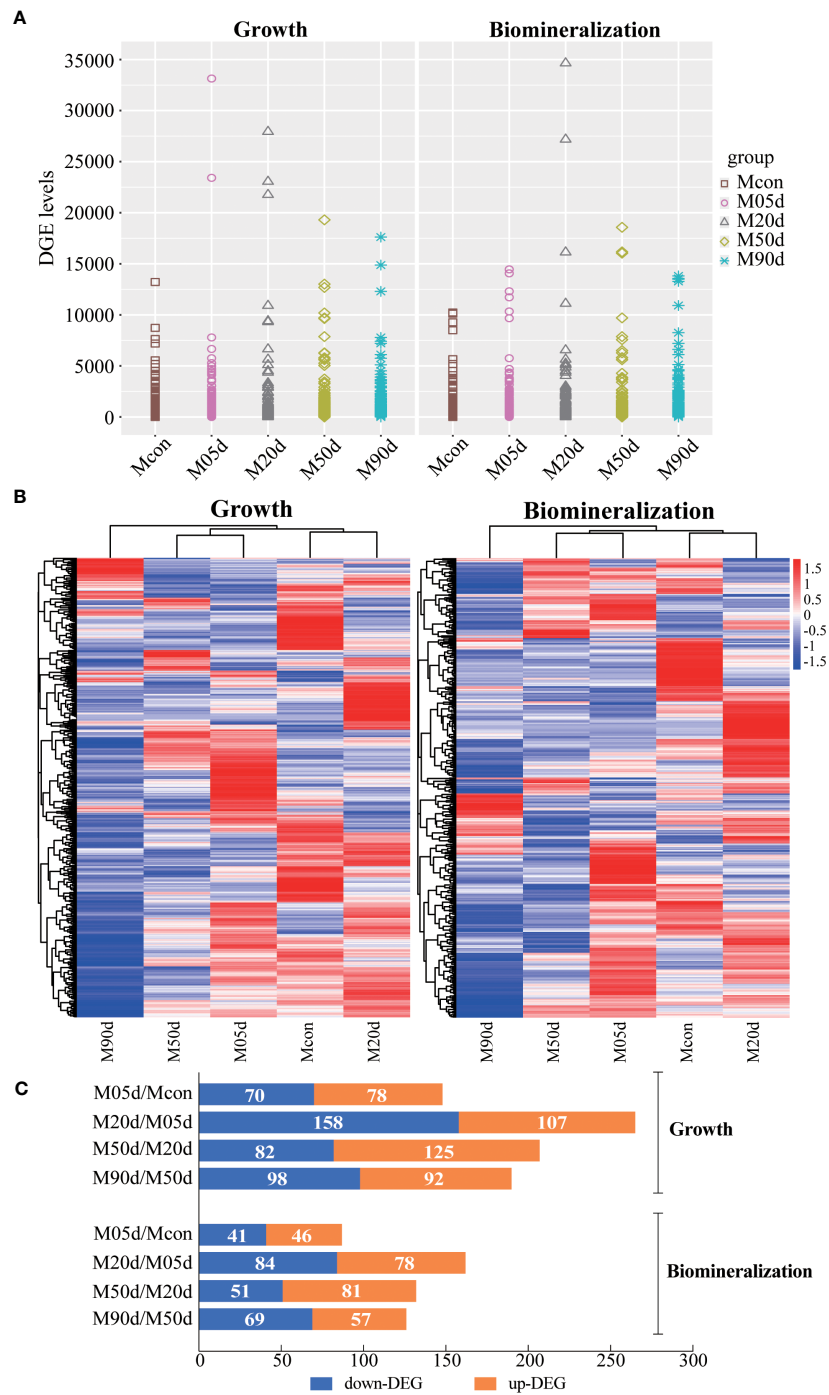 A
Growth Biomineralization
35000
30000
25000
20000
15000
10000
5000
0
DGE levels
Mcon M05d M20d M50d M90d Mcon M05d M20d M50d M90d
group
Mcon
M05d
M20d
M50d
M90d
B
Growth Biomineralization
1.5
1
0.5
0
-0.5
-1
-1.5
M90d M50d M05d Mcon M20d M90d M50d M05d Mcon M20d
C
M05d/Mcon 70 78
M20d/M05d 158 107
M50d/M20d 82 125
M90d/M50d 98 92
Growth
M05d/Mcon 41 46
M20d/M05d 84 78
M50d/M20d 51 81
M90d/M50d 69 57
Biomineralization
0 50 100 150 200 250 300
down-DEG up-DEG